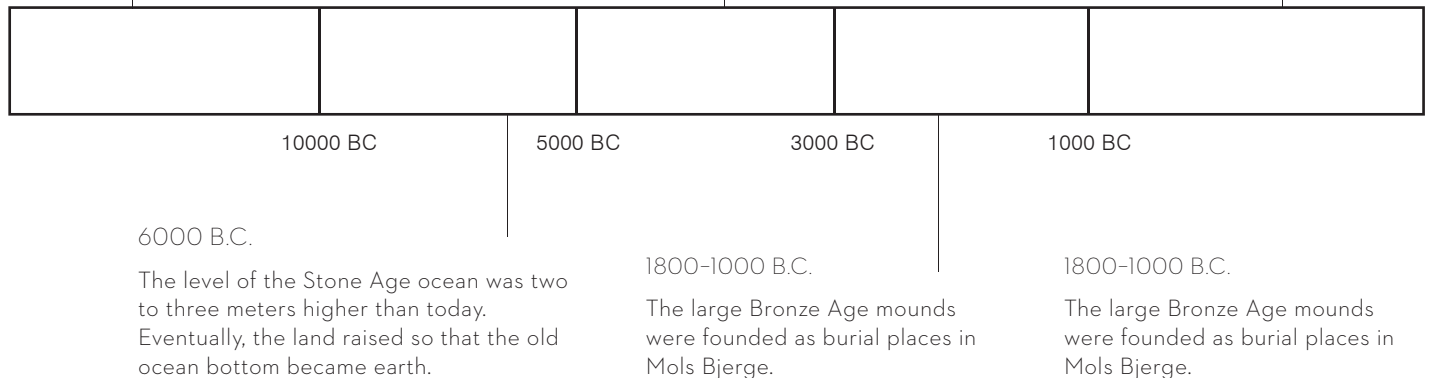 10000 BC
5000 BC
3000 BC
1000 BC
6000 B.C.
The level of the Stone Age ocean was two
to three meters higher than today.
Eventually, the land raised so that the old
ocean bottom became earth.
1800–1000 B.C.
The large Bronze Age mounds
were founded as burial places in
Mols Bjerge.
1800–1000 B.C.
The large Bronze Age mounds
were founded as burial places in
Mols Bjerge.